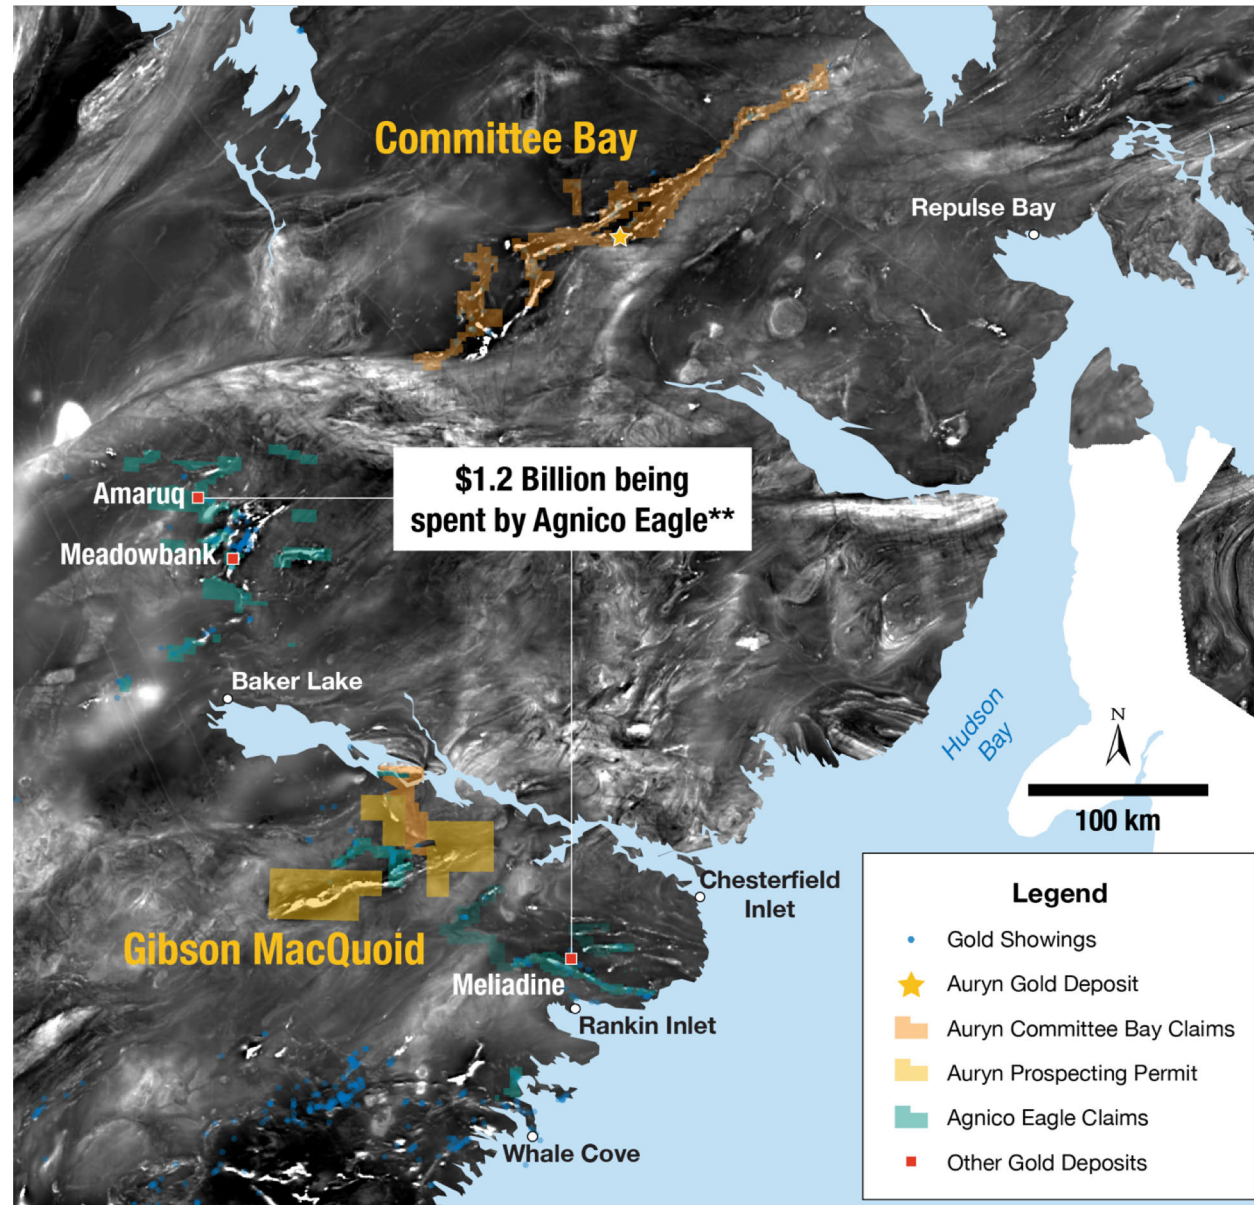 Committee Bay
Repulse Bay
$1.2 Billion being
spent by Agnico Eagle**
Amaruq
Meadowbank
Baker Lake
Hudson
Bay
N
100 km
Chesterfield
Inlet
Gibson MacQuoid
Meliadine
Rankin Inlet
Whale Cove
Legend
Gold Showings
Auryn Gold Deposit
Auryn Committee Bay Claims
Auryn Prospecting Permit
Agnico Eagle Claims
Other Gold Deposits